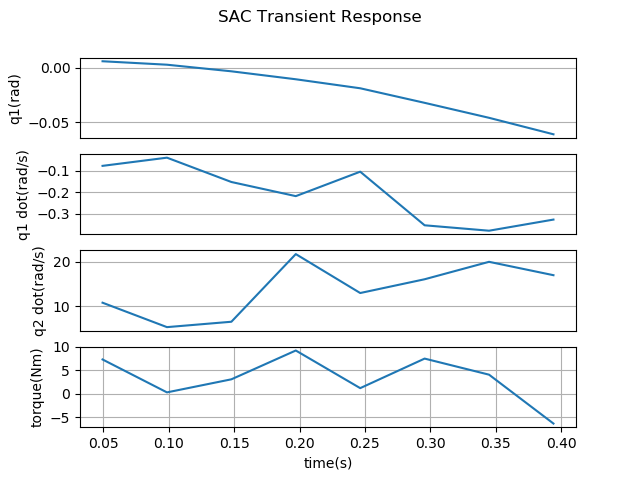 SAC Transient Response
q1(rad)
0.00
−0.05
q1 dot(rad/s)
−0.1
−0.2
−0.3
q2 dot(rad/s)
20
10
torque(Nm)
10
5
0
−5
0.05 0.10 0.15 0.20 0.25 0.30 0.35 0.40
time(s)